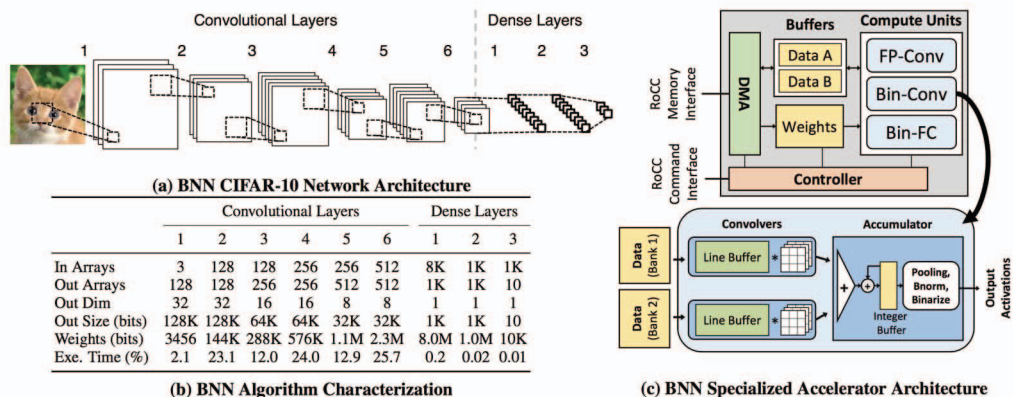 Convolutional Layers Dense Layers
1 2 3 4 5 6 1 2 3
(a) BNN CIFAR-10 Network Architecture
Convolutional Layers Dense Layers
1 2 3 4 5 6 1 2 3
In Arrays 3 128 128 256 256 512 8K 1K 1K
Out Arrays 128 128 256 256 512 512 1K 1K 10
Out Dim 32 32 16 16 8 8 1 1 1
Out Size (bits) 128K 128K 64K 64K 32K 32K 1K 1K 10
Weights (bits) 3456 144K 288K 576K 1.1M 2.3M 8.0M 1.0M 10K
Exe. Time (%) 2.1 23.1 12.0 24.0 12.9 25.7 0.2 0.02 0.01
(b) BNN Algorithm Characterization
Buffers Compute Units
RoCC
Memory
Interface
DMA
Data A
Data B
Weights
FP-Conv
Bin-Conv
Bin-FC
RoCC
Command
Interface
Controller
Convolvers Accumulator
Data
(Bank 1)
Line Buffer *
Data
(Bank 2)
Line Buffer *
+
+
Integer
Buffer
Pooling,
Bnorm,
Binarize
Output
Activations
(c) BNN Specialized Accelerator Architecture